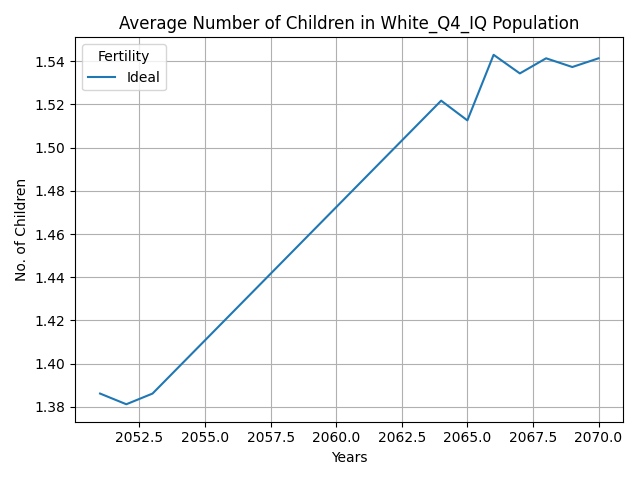 Average Number of Children in White_Q4_IQ Population
Fertility
Ideal
1.54
1.52
1.50
1.48
1.46
1.44
1.42
1.40
1.38
No. of Children
2052.5 2055.0 2057.5 2060.0 2062.5 2065.0 2067.5 2070.0
Years